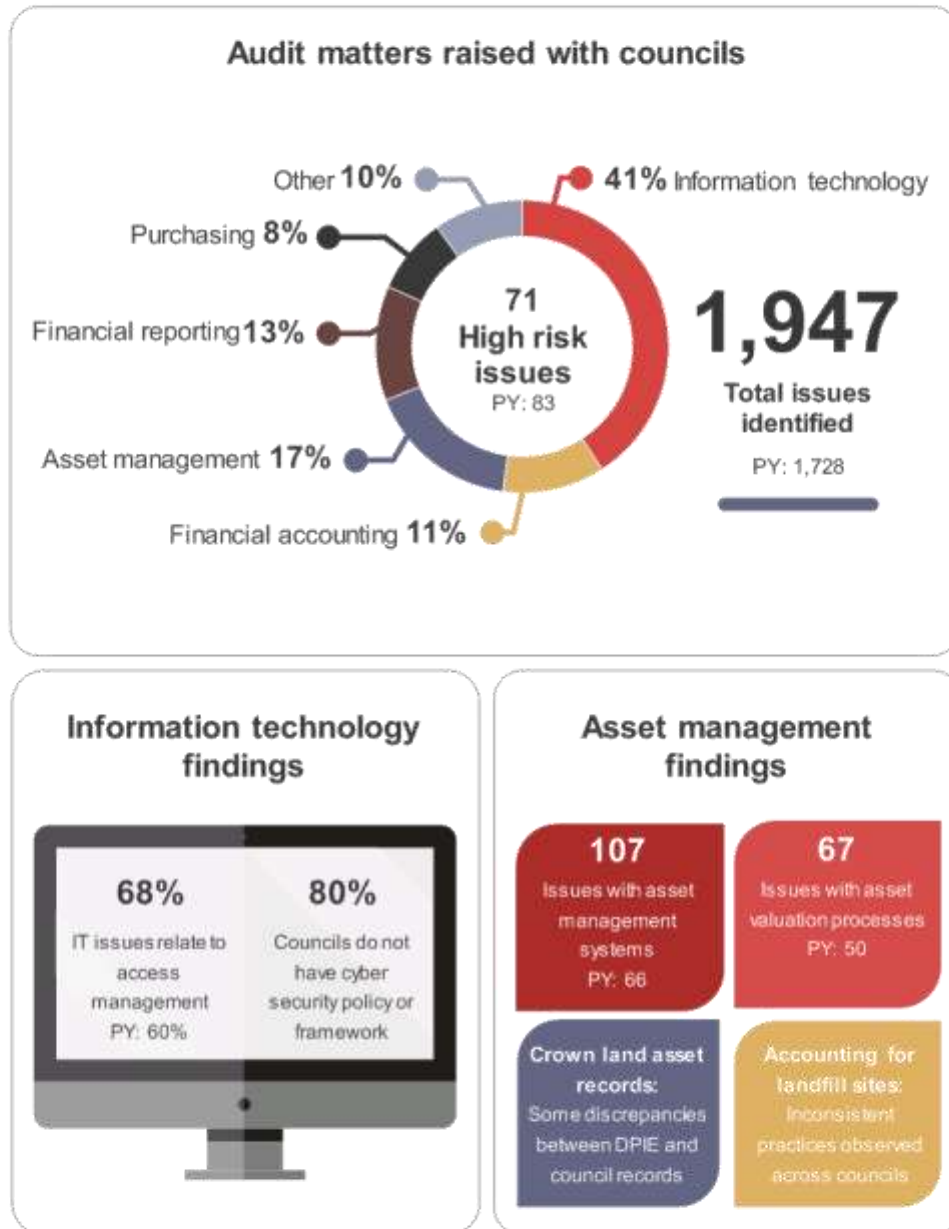 Audit matters raised with councils
Other 10%
41% Information technology
Purchasing 8%
Financial reporting 13%
71
High risk
issues
PY: 83
1,947
Total issues
identified
PY: 1,728
Asset management 17%
Financial accounting 11%
Information technology
findings
68%
IT issues relate to
access
management
PY: 60%
80%
Councils do not
have cyber
security policy or
framework
Asset management
findings
107
Issues with asset
management
systems
PY: 66
67
Issues with asset
valuation processes
PY: 50
Crown land asset
records:
Some discrepancies
between DPIE and
council records
Accounting for
landfill sites:
Inconsistent
practices observed
across councils